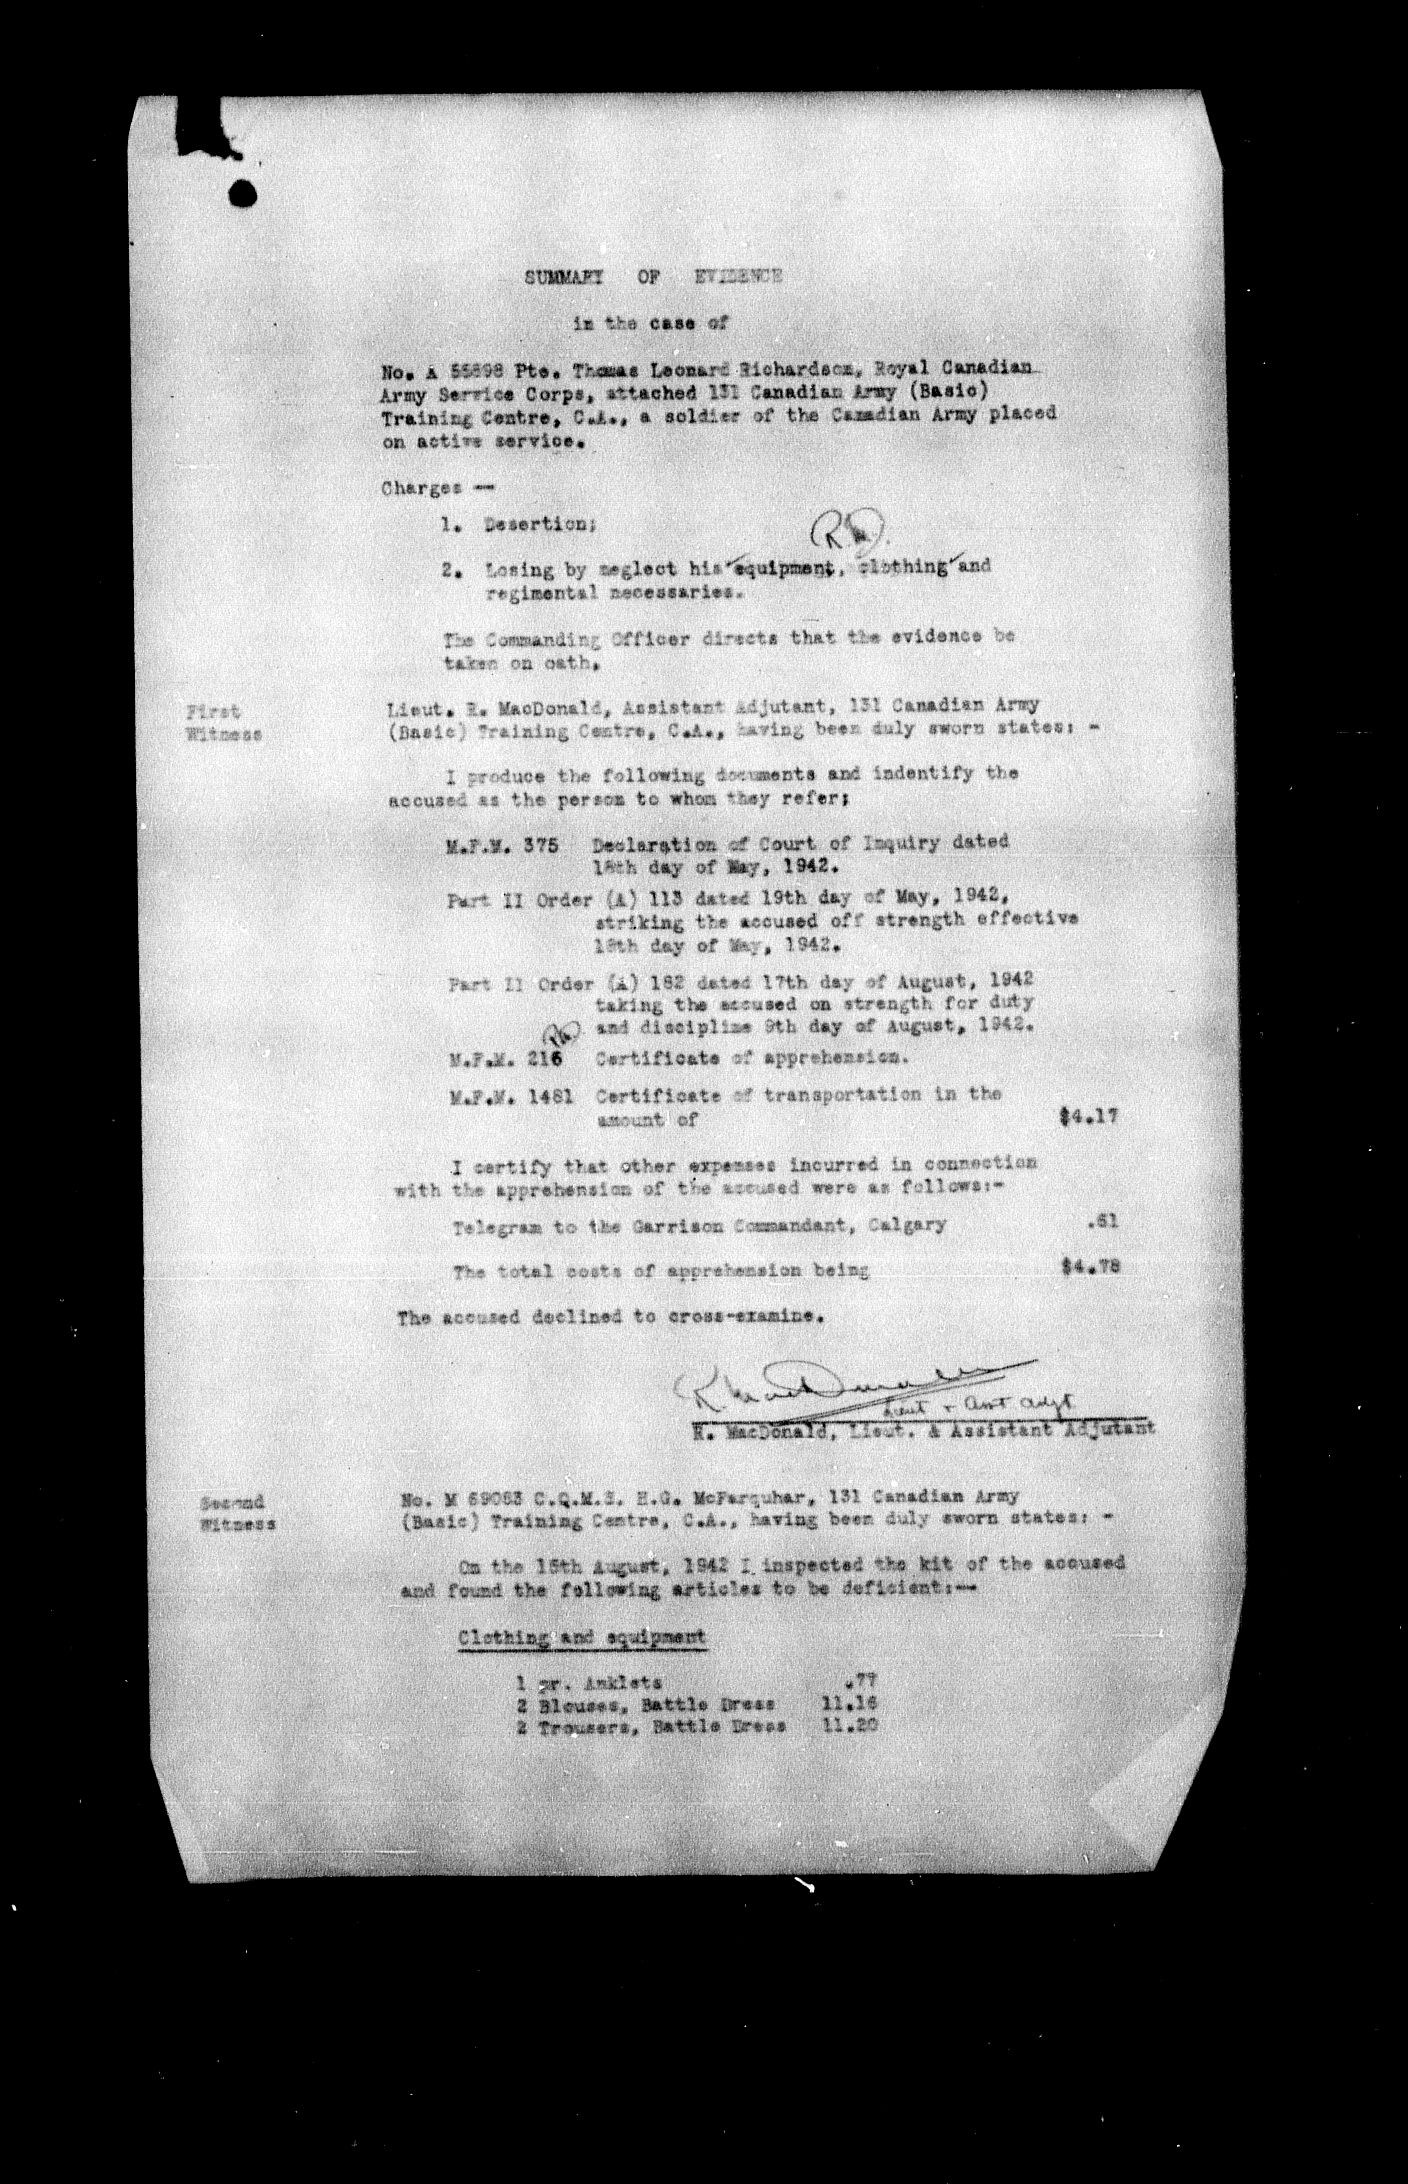 SUMMARY OF EVIDENCE
in the case of
No. A 55898 Pte. Thomas Leonard Richardson, Royal Canadian
Army Service Corps, attached 131 Canadian Army (Basic)
Training Centre, C.A., a soldier of the Canadian Army placed
on active service.
Charges --
1. Desertion;
2. Losing by neglect his equipment, clothing and
regimental necessaries.
The Commanding Officer directs that the evidence be
taken on oath.
First
Witness
Lieut. R. MacDonald, Assistant Adjutant, 131 Canadian Army
(Basic) Training Centre, C.A., having been duly sworn states: -
I produce the following documents and indentify the
accused as the person to whom they refer;
M.F.M. 375 Declaration of Court of Inquiry dated
18th day of May, 1942.
Part II Order (A) 113 dated 19th day of May, 1942,
striking the accused off strength effective
18th day of May, 1942.
Part II Order (A) 182 dated 17th day of August, 1942
taking the accused on strength for duty
and discipline 9th day of August, 1942.
M.F.M. 216 Certificate of apprehension.
M.F.M. 1481 Certificate of transportation in the
amount of $4.17
I certify that other expenses incurred in connection
with the apprehension of the accused were as follows:-
Telegram to the Garrison Commandant, Calgary .61
The total costs of apprehension being $4.78
The accused declined to cross-examine.
R MacDonald
Lieut & Asst Adjt
R. MacDonald, Lieut. & Assistant Adjutant
Second
Witness
No. M 69063 C.Q.M.S. H.G. McFarquhar, 131 Canadian Army
(Basic) Training Centre, C.A., having been duly sworn states: -
On the 15th August, 1942 I inspected the kit of the accused
and found the following articles to be deficient:--
Clothing and equipment
1 pr. Anklets .77
2 Blouses, Battle Dress 11.16
2 Trousers, Battle Dress 11.20